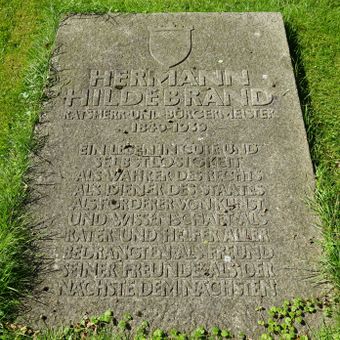 HERMANN
HILDEBRAND
RATSHERR UND BÜRGERMEISTER
1849-1939
EIN LEBEN IN GÜTE UND
SELBSTLOSIGKEIT
ALS WAHRER DES RECHTS
ALS DIENER DES STAATES
ALS FÖRDERER VON KUNST
UND WISSENSCHAFT ALS
RATER UND HELFER ALLER
BEDRÄNGTEN ALS FREUND
SEINER FREUNDE ALS DER
NÄCHSTE DEM NÄCHSTEN